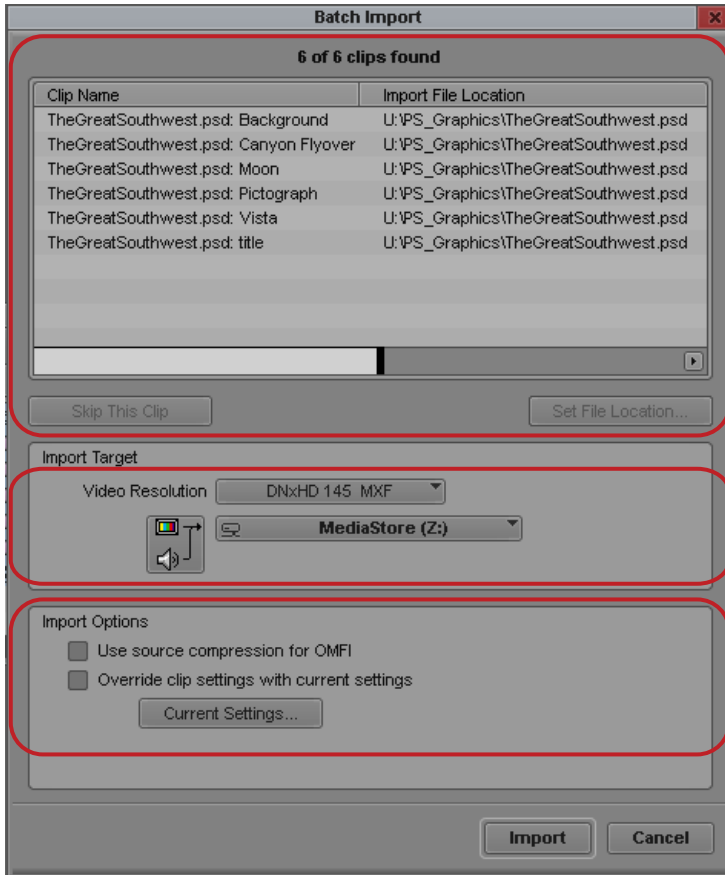 Batch Import
6 of 6 clips found
Clip Name Import File Location
TheGreatSouthwest.psd: Background U:\PS_Graphics\TheGreatSouthwest.psd
TheGreatSouthwest.psd: Canyon Flyover U:\PS_Graphics\TheGreatSouthwest.psd
TheGreatSouthwest.psd: Moon U:\PS_Graphics\TheGreatSouthwest.psd
TheGreatSouthwest.psd: Pictograph U:\PS_Graphics\TheGreatSouthwest.psd
TheGreatSouthwest.psd: Vista U:\PS_Graphics\TheGreatSouthwest.psd
TheGreatSouthwest.psd: title U:\PS_Graphics\TheGreatSouthwest.psd
Skip This Clip Set File Location...
Import Target
Video Resolution DNxHD 145 MXF
MediaStore (Z:)
Import Options
Use source compression for OMFI
Override clip settings with current settings
Current Settings...
Import Cancel